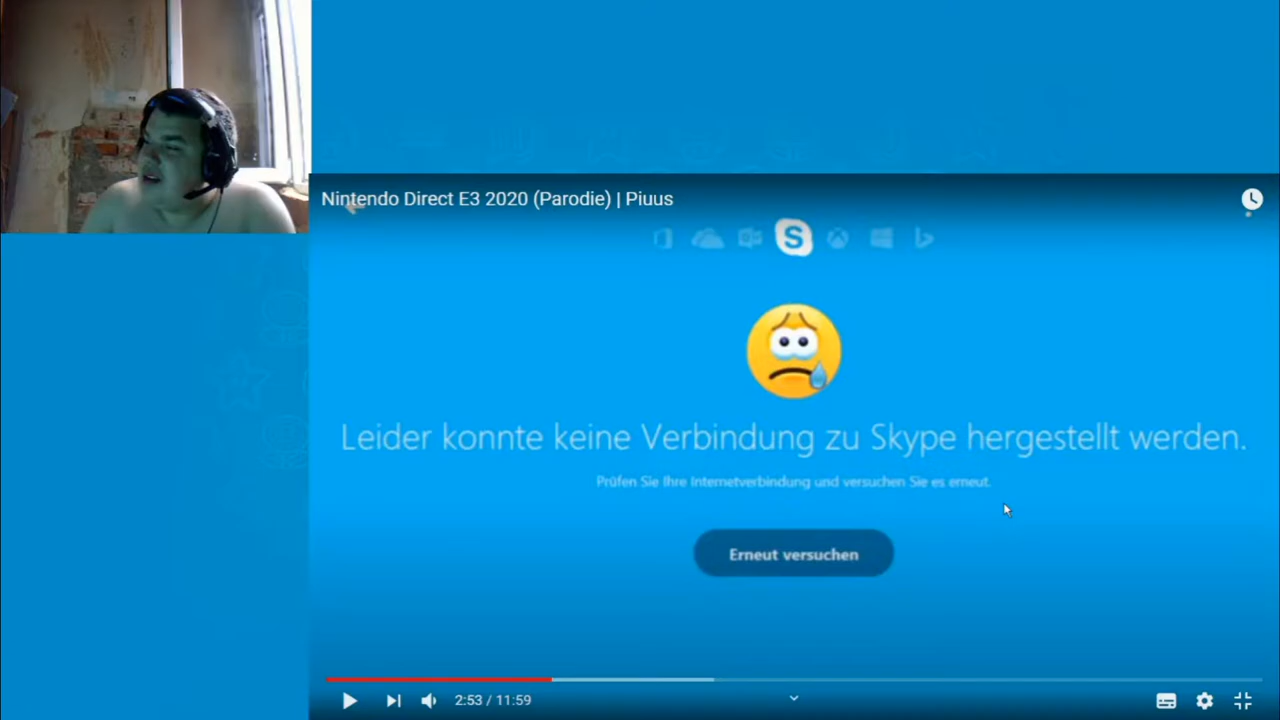 Nintendo Direct E3 2020 (Parodie) | Piuus
Leider konnte keine Verbindung zu Skype hergestellt werden.
Prüfen Sie Ihre Internetverbindung und versuchen Sie es erneut.
Erneut versuchen
2:53 / 11:59